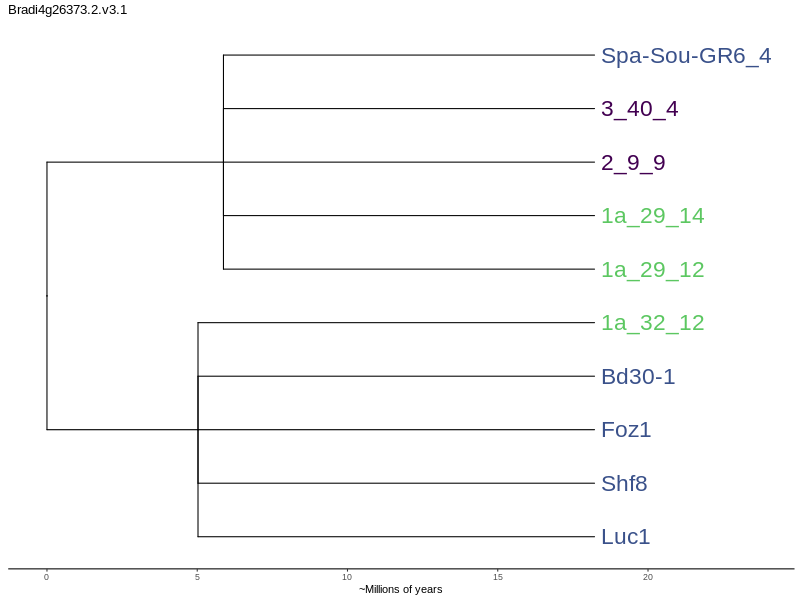 Bradi4g26373.2.v3.1
Spa-Sou-GR6_4
3_40_4
2_9_9
1a_29_14
1a_29_12
1a_32_12
Bd30-1
Foz1
Shf8
Luc1
0 5 10 15 20
~Millions of years